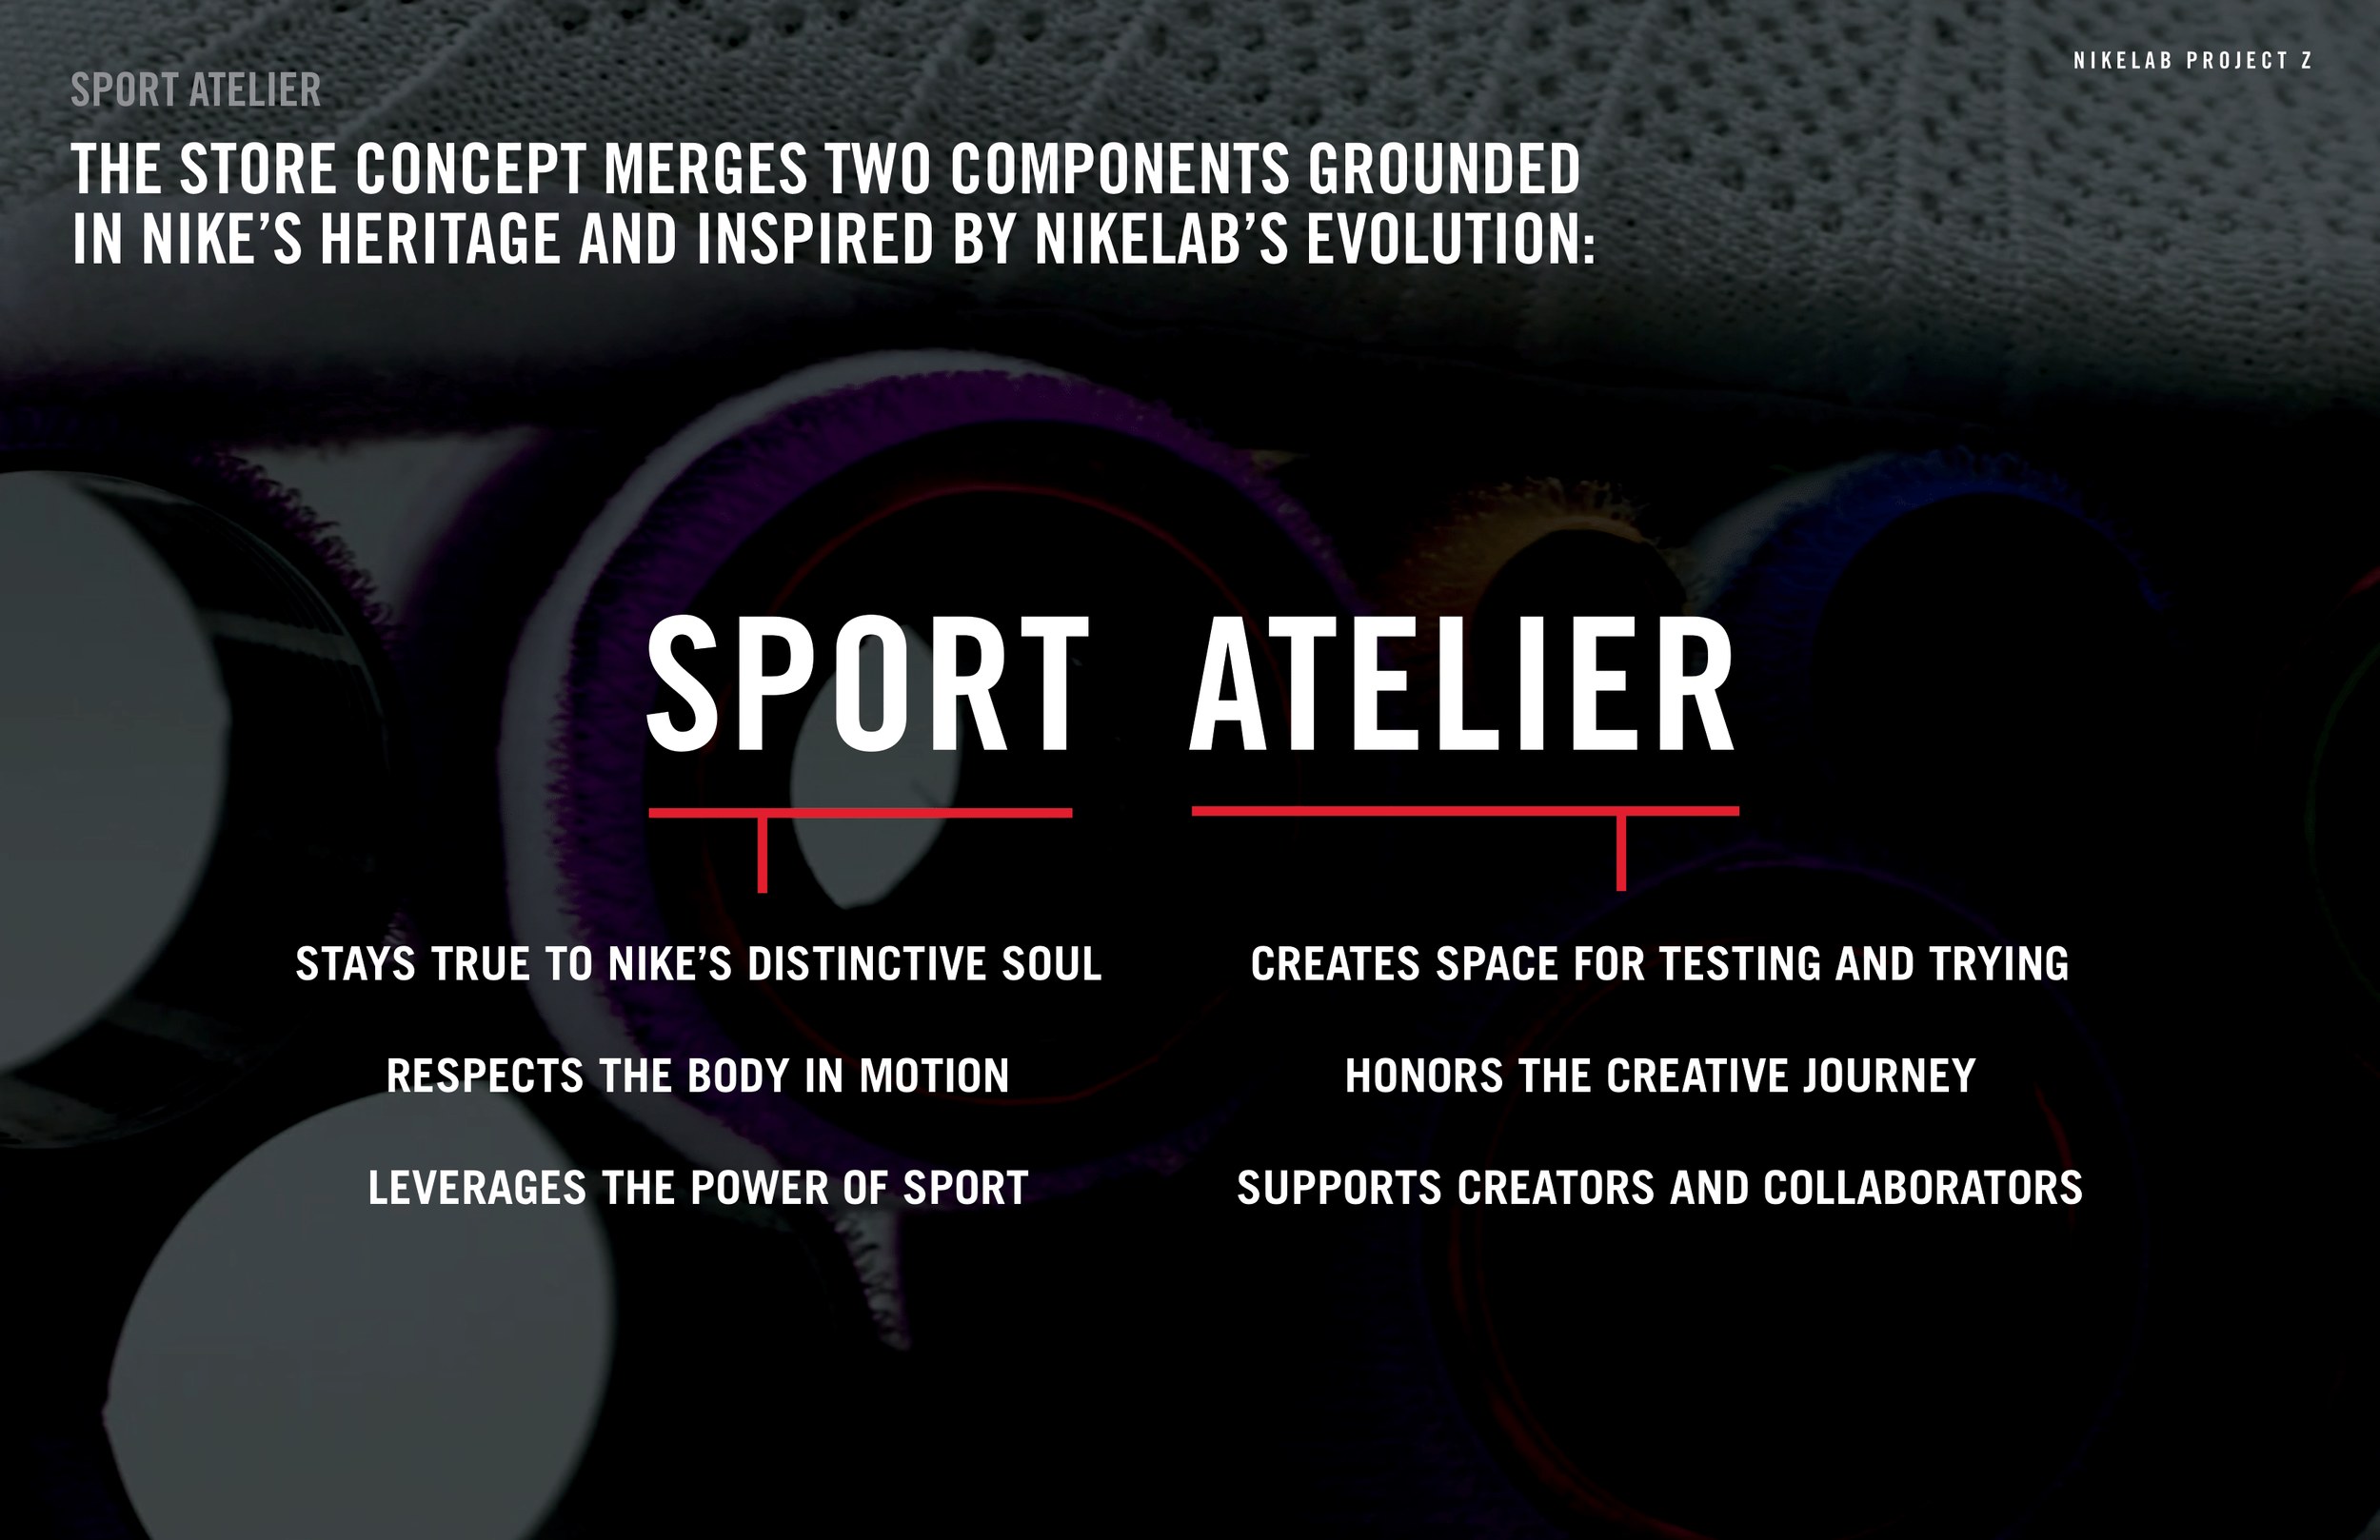 NIKELAB PROJECT Z
SPORT ATELIER
THE STORE CONCEPT MERGES TWO COMPONENTS GROUNDED
IN NIKE’S HERITAGE AND INSPIRED BY NIKELAB’S EVOLUTION:
SPORT ATELIER
STAYS TRUE TO NIKE’S DISTINCTIVE SOUL
RESPECTS THE BODY IN MOTION
LEVERAGES THE POWER OF SPORT
CREATES SPACE FOR TESTING AND TRYING
HONORS THE CREATIVE JOURNEY
SUPPORTS CREATORS AND COLLABORATORS